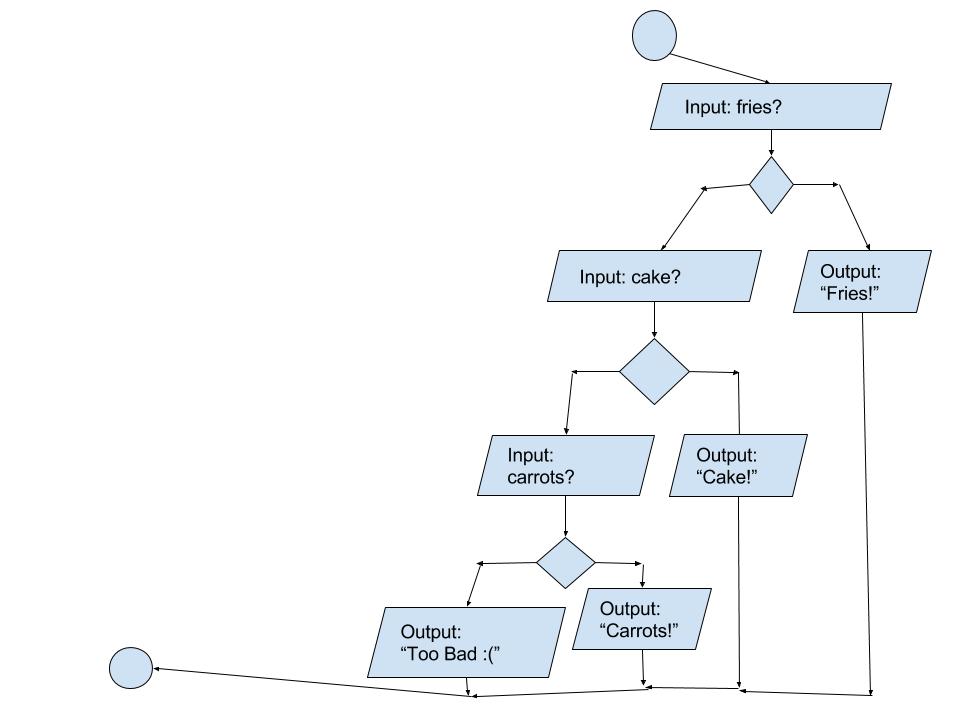 Input: fries?
Input: cake?
Output:
“Fries!”
Input:
carrots?
Output:
“Cake!”
Output:
“Too Bad :(”
Output:
“Carrots!”